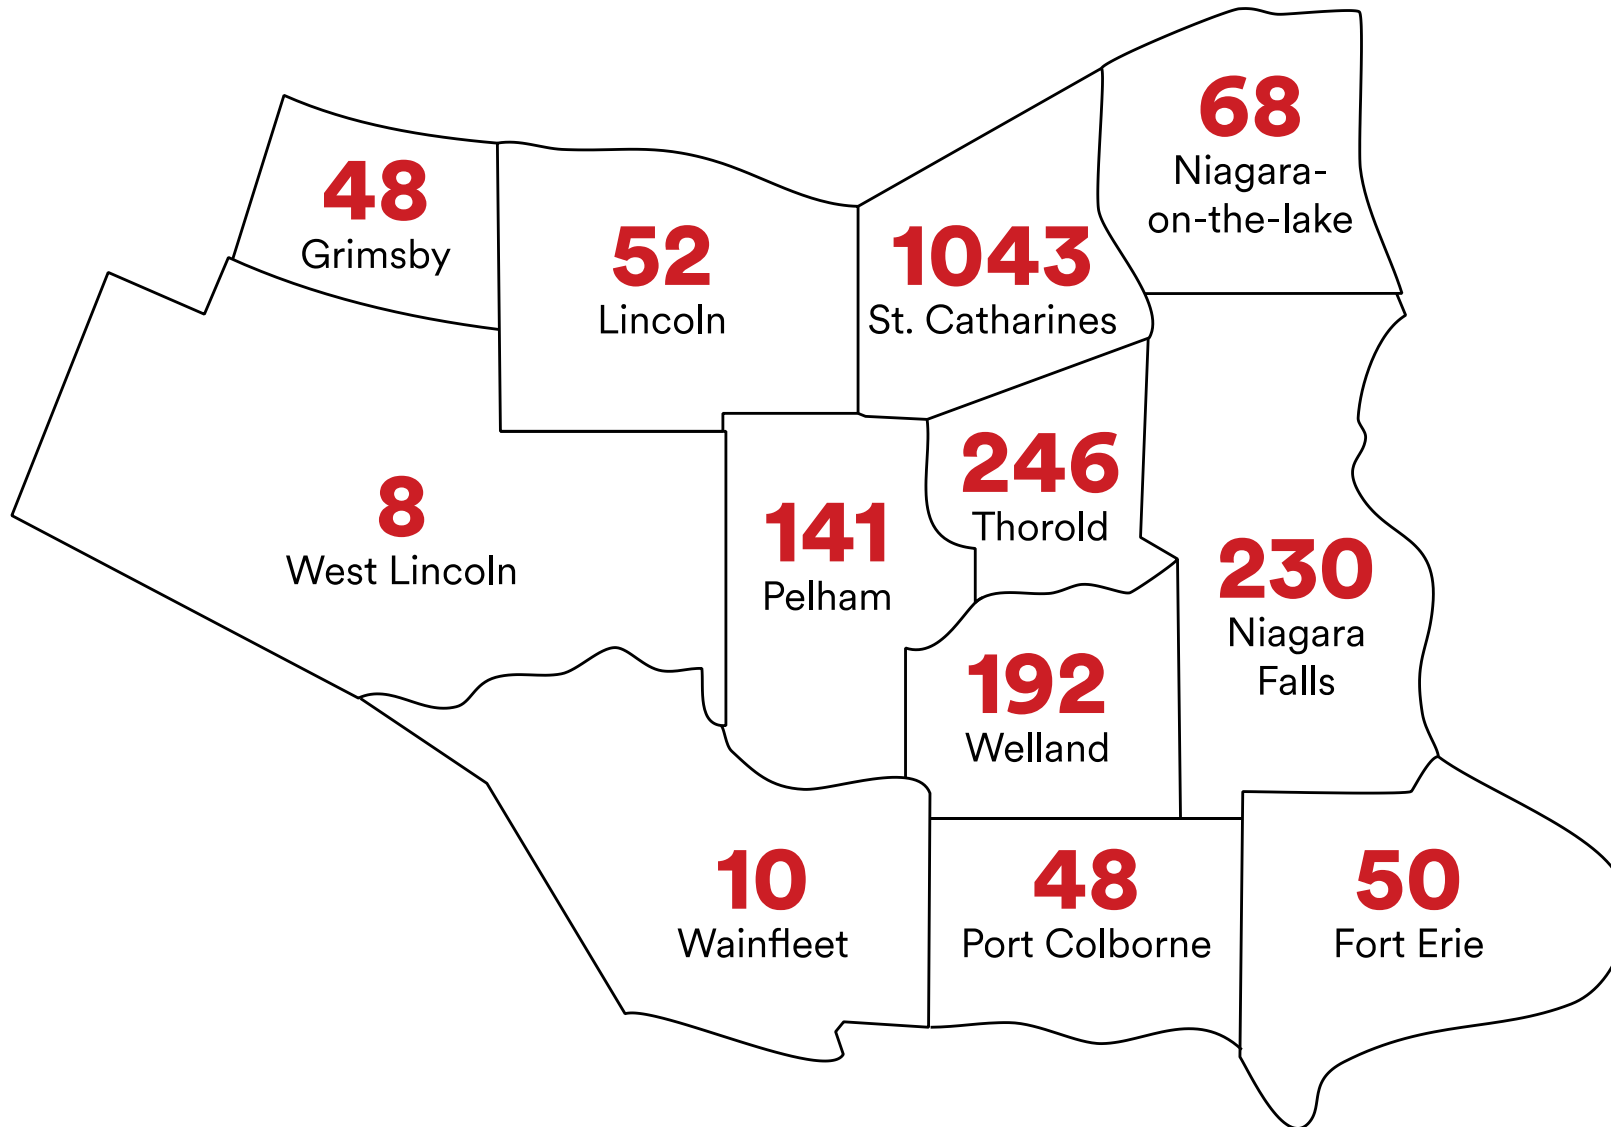 68
Niagara-
on-the-lake
48
Grimsby
52
Lincoln
1043
St. Catharines
246
Thorold
8
West Lincoln
141
Pelham
230
Niagara
Falls
192
Welland
10
Wainfleet
48
Port Colborne
50
Fort Erie